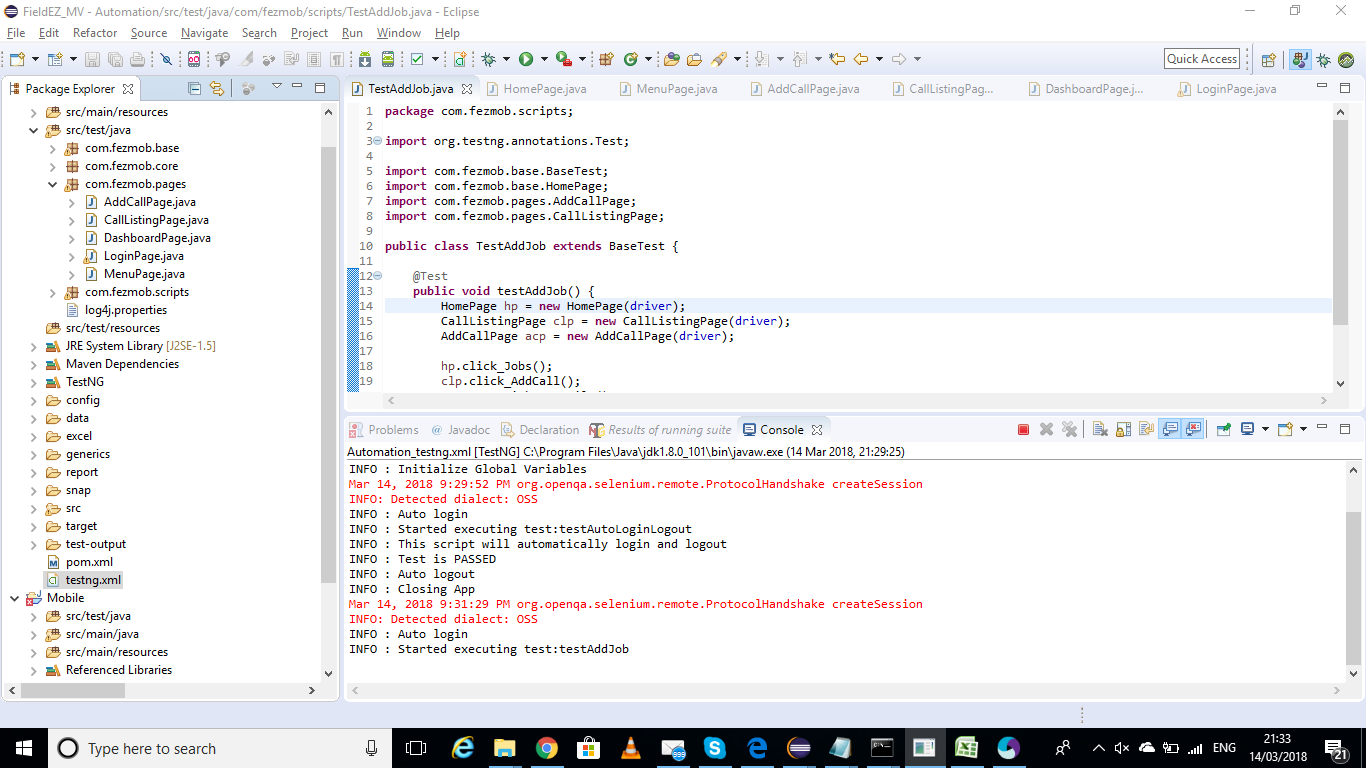 FieldEZ_MV - Automation/src/test/java/com/fezmob/scripts/TestAddJob.java - Eclipse
File Edit Refactor Source Navigate Search Project Run Window Help
Quick Access
Package Explorer
src/main/resources
src/test/java
com.fezmob.base
com.fezmob.core
com.fezmob.pages
AddCallPage.java
CallListingPage.java
DashboardPage.java
LoginPage.java
MenuPage.java
com.fezmob.scripts
log4j.properties
src/test/resources
JRE System Library [J2SE-1.5]
Maven Dependencies
TestNG
config
data
excel
generics
report
snap
src
target
test-output
pom.xml
testng.xml
Mobile
src/test/java
src/main/java
src/main/resources
Referenced Libraries
TestAddJob.java HomePage.java MenuPage.java AddCallPage.java CallListingPag... DashboardPage.j... LoginPage.java
1 package com.fezmob.scripts;
2
3 import org.testng.annotations.Test;
4
5 import com.fezmob.base.BaseTest;
6 import com.fezmob.base.HomePage;
7 import com.fezmob.pages.AddCallPage;
8 import com.fezmob.pages.CallListingPage;
9
10 public class TestAddJob extends BaseTest {
11
12 @Test
13 public void testAddJob() {
14 HomePage hp = new HomePage(driver);
15 CallListingPage clp = new CallListingPage(driver);
16 AddCallPage acp = new AddCallPage(driver);
17
18 hp.click_Jobs();
19 clp.click_AddCall();
Problems @ Javadoc Declaration Results of running suite Console
Automation_testng.xml [TestNG] C:\Program Files\Java\jdk1.8.0_101\bin\javaw.exe (14 Mar 2018, 21:29:25)
INFO : Initialize Global Variables
Mar 14, 2018 9:29:52 PM org.openqa.selenium.remote.ProtocolHandshake createSession
INFO: Detected dialect: OSS
INFO : Auto login
INFO : Started executing test:testAutoLoginLogout
INFO : This script will automatically login and logout
INFO : Test is PASSED
INFO : Auto logout
INFO : Closing App
Mar 14, 2018 9:31:29 PM org.openqa.selenium.remote.ProtocolHandshake createSession
INFO: Detected dialect: OSS
INFO : Auto login
INFO : Started executing test:testAddJob
Type here to search
ENG
21:33
14/03/2018
21